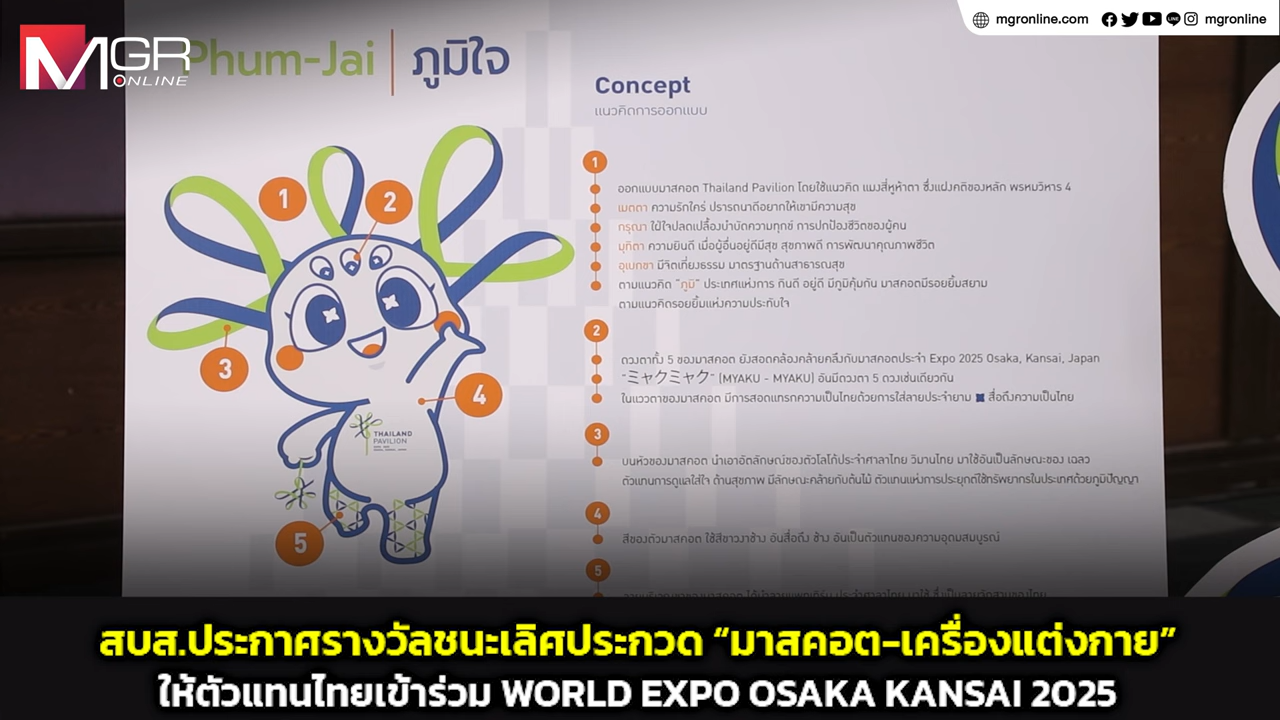 mgronline.com
mgronline
MGR
ONLINE
Phum-Jai | ภูมิใจ
Concept
แนวคิดการออกแบบ
1
2
3
4
5
THAILAND
PAVILION
1
ออกแบบมาสคอต Thailand Pavilion โดยใช้แนวคิด แมงสี่หูห้าตา ซึ่งแฝงคติของหลัก พรหมวิหาร 4
เมตตา ความรักใคร่ ปรารถนาดีอยากให้เขามีความสุข
กรุณา ใฝ่ใจปลดเปลื้องบำบัดความทุกข์ การปกป้องชีวิตของผู้คน
มุทิตา ความยินดี เมื่อผู้อื่นอยู่ดีมีสุข สุขภาพดี การพัฒนาคุณภาพชีวิต
อุเบกขา มีจิตเที่ยงธรรม มาตรฐานด้านสาธารณสุข
ตามแนวคิด "ภูมิ" ประเทศแห่งการ กินดี อยู่ดี มีภูมิคุ้มกัน มาสคอตมีรอยยิ้มสยาม
ตามแนวคิดรอยยิ้มแห่งความประทับใจ
2
ดวงตาทั้ง 5 ของมาสคอต ยังสอดคล้องคล้ายคลึงกับมาสคอตประจำ Expo 2025 Osaka, Kansai, Japan
"ミャクミャク" (MYAKU - MYAKU) อันมีดวงตา 5 ดวงเช่นเดียวกัน
ในแววตาของมาสคอต มีการสอดแทรกความเป็นไทยด้วยการใส่ลายประจำยาม สื่อถึงความเป็นไทย
3
บนหัวของมาสคอต นำเอาอัตลักษณ์ของตัวโลโก้ประจำศาลาไทย วิมานไทย มาใช้อันเป็นลักษณะของ เฉลว
ตัวแทนการดูแลใส่ใจ ด้านสุขภาพ มีลักษณะคล้ายกับต้นไม้ ตัวแทนแห่งการประยุกต์ใช้ทรัพยากรในประเทศด้วยภูมิปัญญา
4
สีของตัวมาสคอต ใช้สีขาวงาช้าง อันสื่อถึง ช้าง อันเป็นตัวแทนของความอุดมสมบูรณ์
5
สบส.ประกาศรางวัลชนะเลิศประกวด “มาสคอต-เครื่องแต่งกาย”
ให้ตัวแทนไทยเข้าร่วม WORLD EXPO OSAKA KANSAI 2025